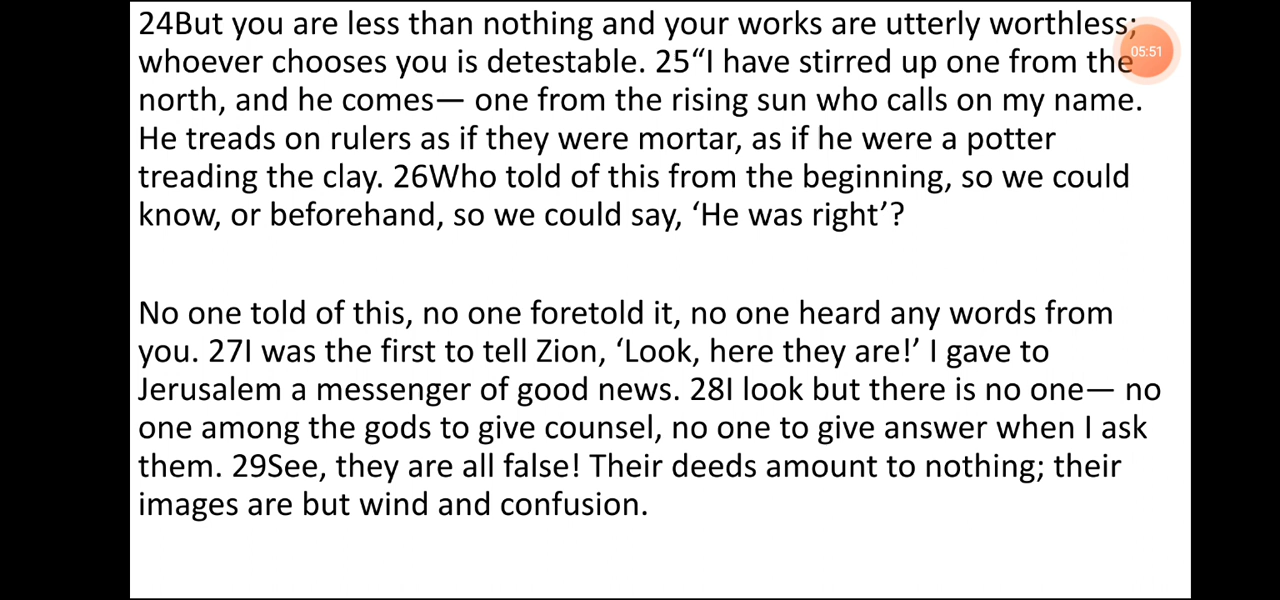 24But you are less than nothing and your works are utterly worthless;
whoever chooses you is detestable. 25“I have stirred up one from the
north, and he comes— one from the rising sun who calls on my name.
He treads on rulers as if they were mortar, as if he were a potter
treading the clay. 26Who told of this from the beginning, so we could
know, or beforehand, so we could say, ‘He was right’?
No one told of this, no one foretold it, no one heard any words from
you. 27I was the first to tell Zion, ‘Look, here they are!’ I gave to
Jerusalem a messenger of good news. 28I look but there is no one— no
one among the gods to give counsel, no one to give answer when I ask
them. 29See, they are all false! Their deeds amount to nothing; their
images are but wind and confusion.
05:51